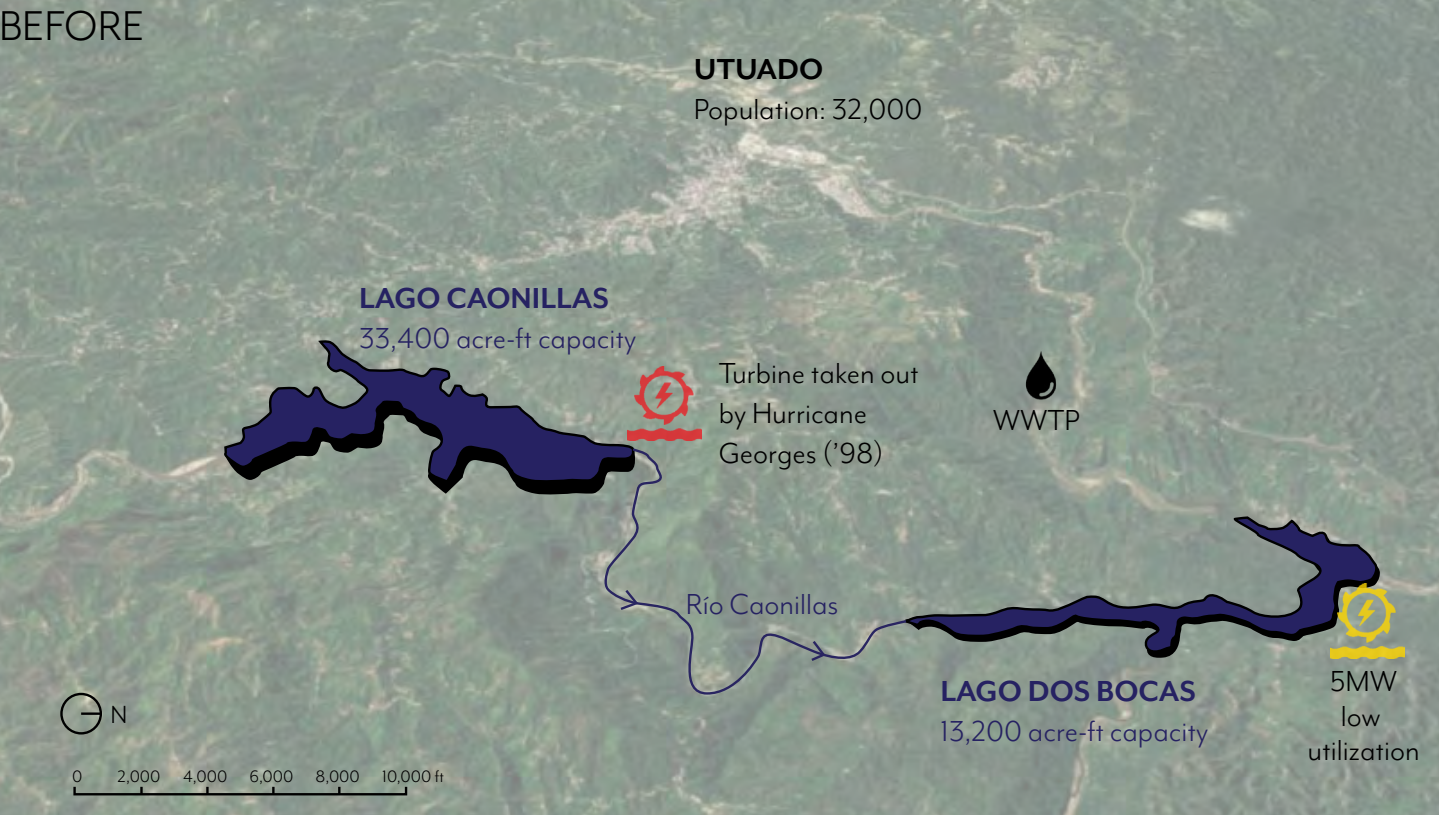 BEFORE
UTUADO
Population: 32,000
LAGO CAONILLAS
33,400 acre-ft capacity
Turbine taken out
by Hurricane
Georges (’98)
WWTP
Río Caonillas
LAGO DOS BOCAS
13,200 acre-ft capacity
5MW
low
utilization
N
0 2,000 4,000 6,000 8,000 10,000 ft